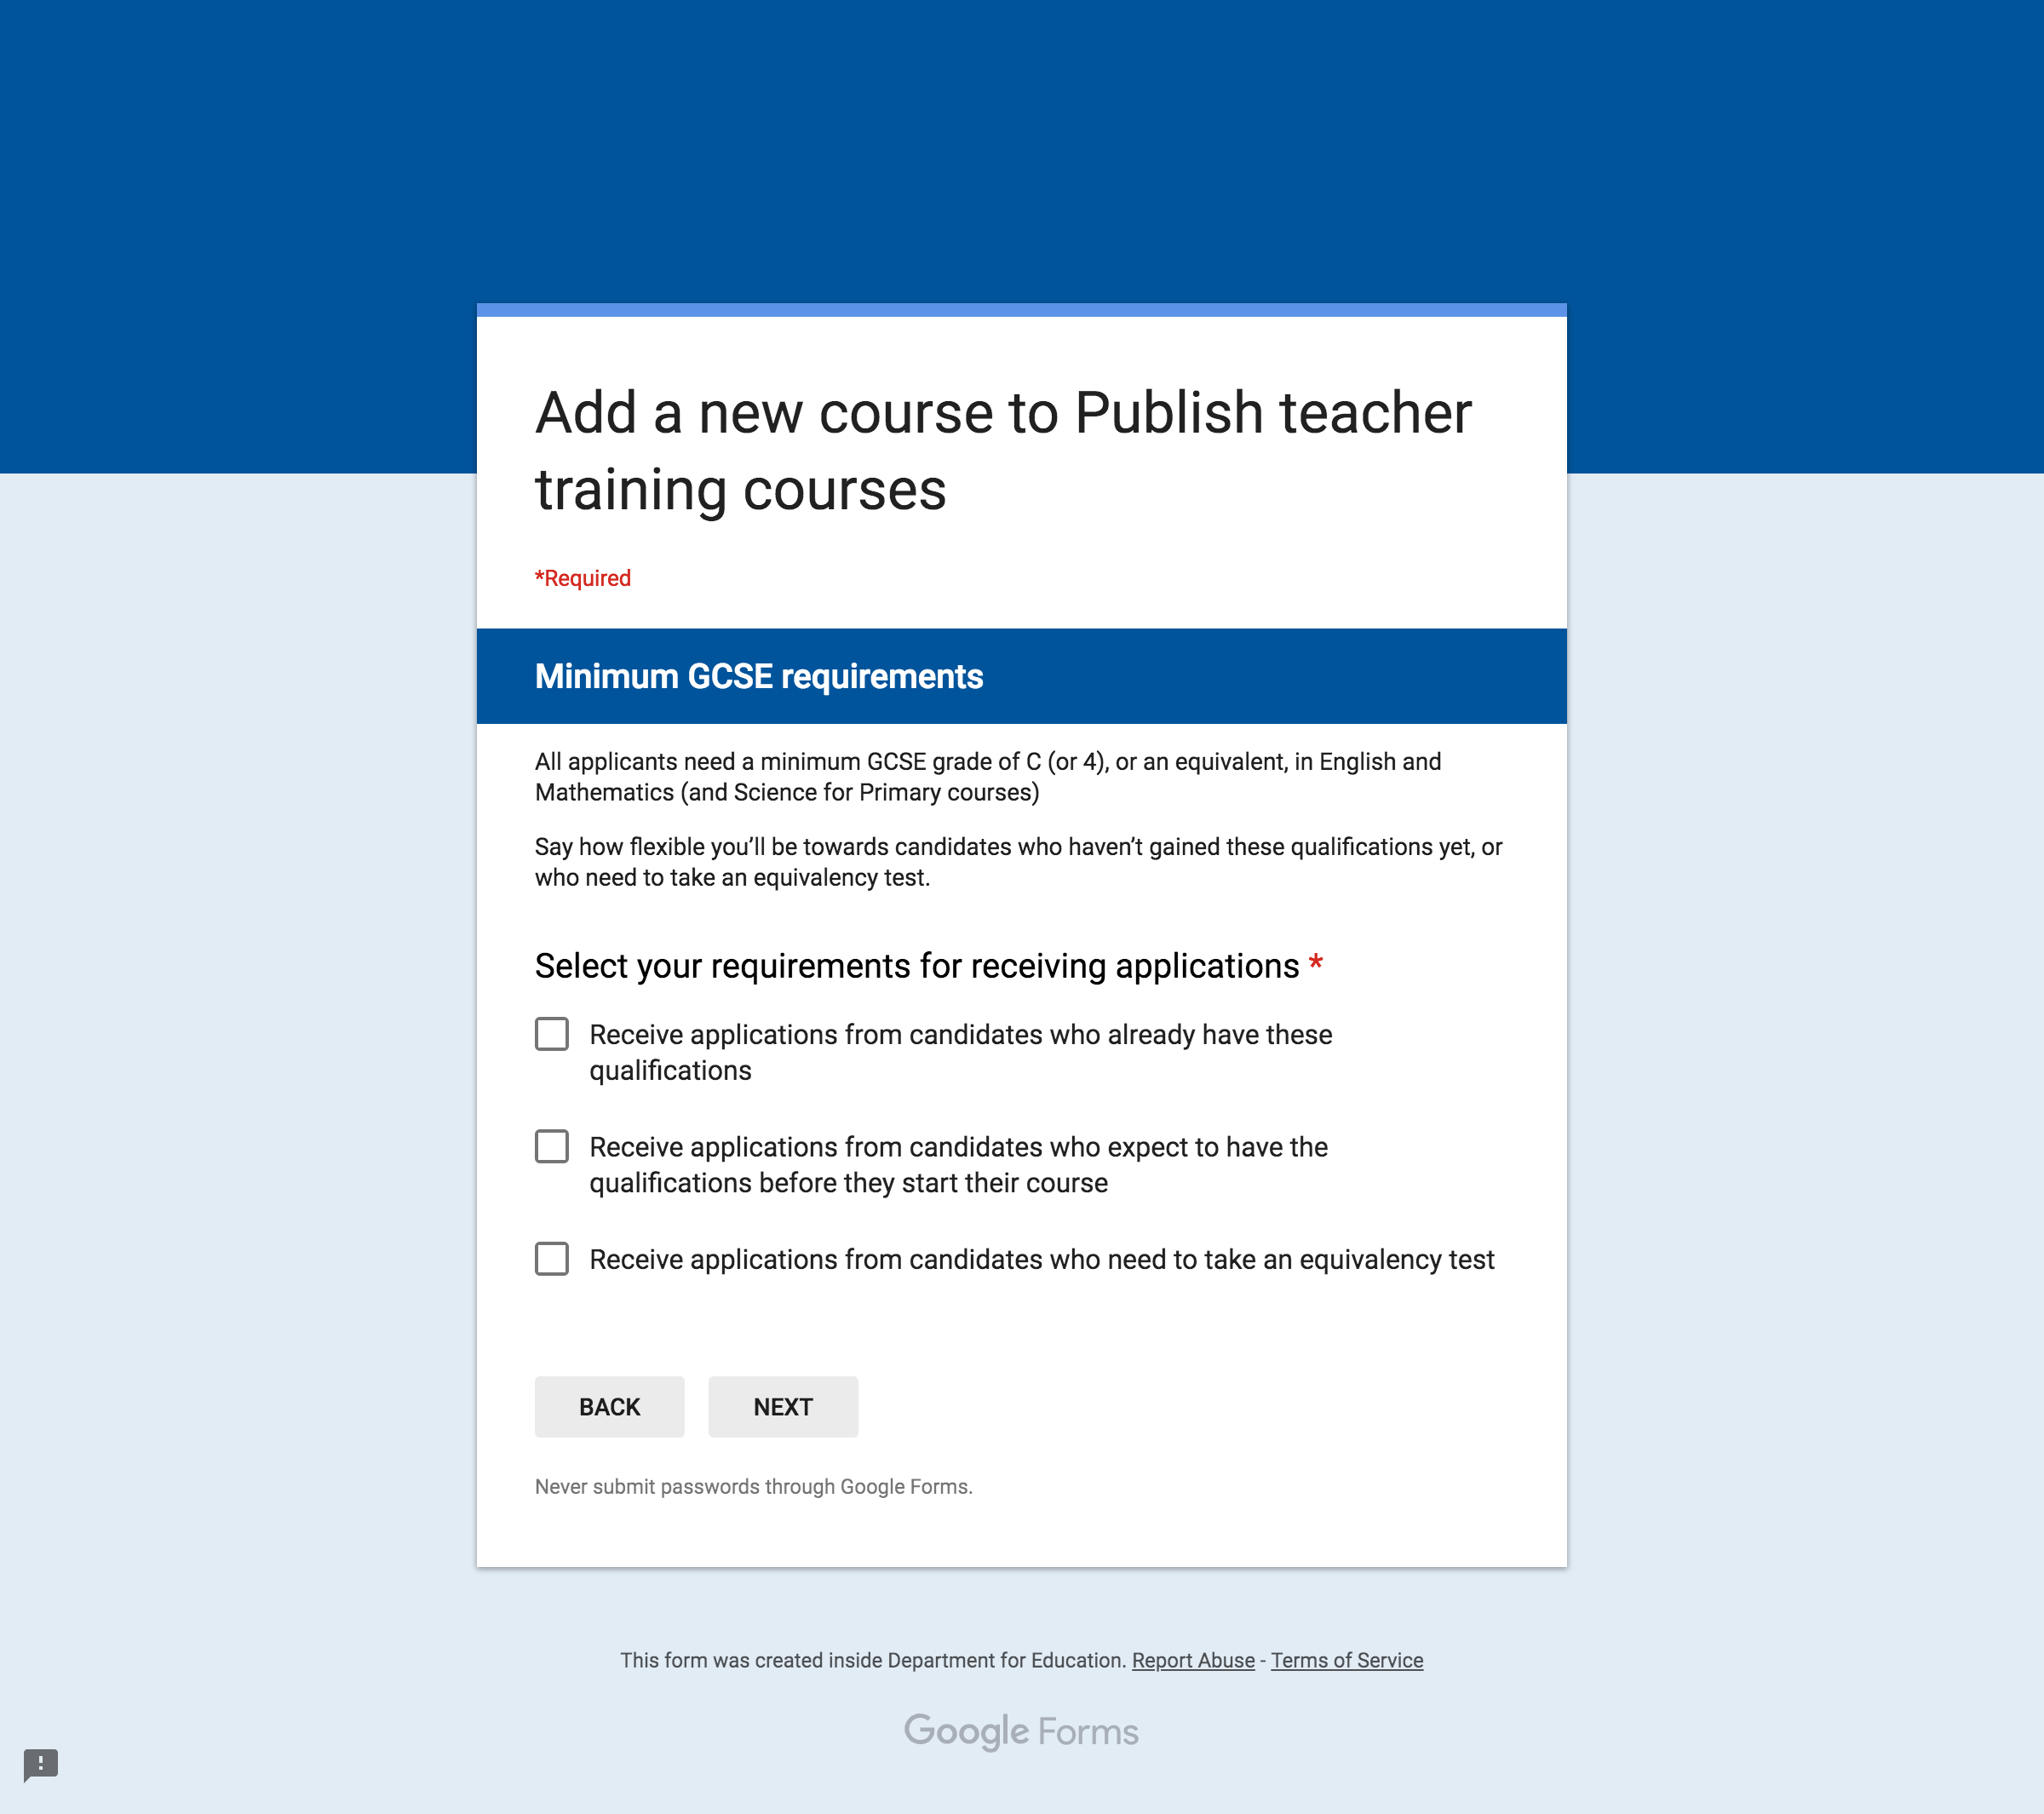 Add a new course to Publish teacher
training courses
*Required
Minimum GCSE requirements
All applicants need a minimum GCSE grade of C (or 4), or an equivalent, in English and
Mathematics (and Science for Primary courses)
Say how flexible you’ll be towards candidates who haven’t gained these qualifications yet, or
who need to take an equivalency test.
Select your requirements for receiving applications *
Receive applications from candidates who already have these
qualifications
Receive applications from candidates who expect to have the
qualifications before they start their course
Receive applications from candidates who need to take an equivalency test
BACK NEXT
Never submit passwords through Google Forms.
This form was created inside Department for Education. Report Abuse - Terms of Service
Google Forms